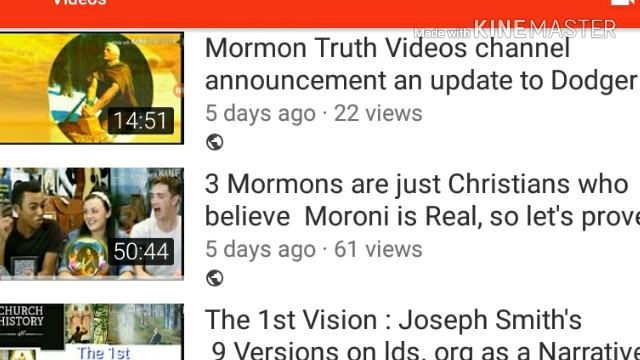 Videos
Made with KINEMASTER
14:51
Mormon Truth Videos channel
announcement an update to Dodger
5 days ago · 22 views
50:44
3 Mormons are just Christians who
believe Moroni is Real, so let's prove
5 days ago · 61 views
CHURCH
HISTORY
The 1st
The 1st Vision : Joseph Smith's
9 Versions on lds. org as a Narrative